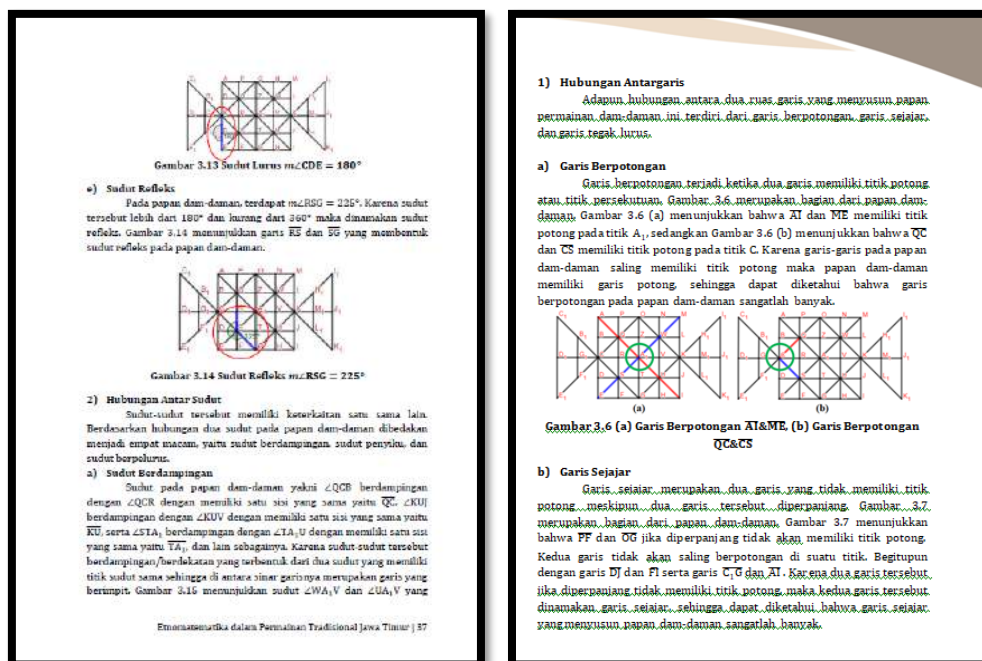 Gambar 3.13 Sudut Lurus m∠CDE = 180°
e) Sudut Refleks
Pada papan dam-daman, terdapat m∠RSG = 225°. Karena sudut
tersebut lebih dari 180° dan kurang dari 360° maka dinamakan sudut
refleks. Gambar 3.14 menunjukkan garis R̅S̅ dan S̅G̅ yang membentuk
sudut refleks pada papan dam-daman.
Gambar 3.14 Sudut Refleks m∠RSG = 225°
2) Hubungan Antar Sudut
Sudut-sudut tersebut memiliki keterkaitan satu sama lain.
Berdasarkan hubungan dua sudut pada papan dam-daman dibedakan
menjadi empat macam, yaitu sudut berdampingan, sudut penyiku, dan
sudut berpelurus.
a) Sudut Berdampingan
Sudut pada papan dam-daman yakni ∠QCB berdampingan
dengan ∠QCR dengan memiliki satu sisi yang sama yaitu Q̅C̅, ∠KUJ
berdampingan dengan ∠KUV dengan memiliki satu sisi yang sama yaitu
K̅U̅, serta ∠STA₁ berdampingan dengan ∠TA₁U dengan memiliki satu sisi
yang sama yaitu T̅A̅₁, dan lain sebagainya. Karena sudut-sudut tersebut
berdampingan/berdekatan yang terbentuk dari dua sudut yang memiliki
titik sudut sama sehingga di antara sinar garisnya merupakan garis yang
berimpit. Gambar 3.15 menunjukkan sudut ∠WA₁V dan ∠UA₁V yang
Etnomatematika dalam Permainan Tradisional Jawa Timur | 37
1) Hubungan Antargaris
Adapun hubungan antara dua ruas garis yang menyusun papan
permainan dam-daman ini terdiri dari garis berpotongan, garis sejajar,
dan garis tegak lurus.
a) Garis Berpotongan
Garis berpotongan terjadi ketika dua garis memiliki titik potong
atau titik persekutuan. Gambar 3.6 merupakan bagian dari papan dam-
daman. Gambar 3.6 (a) menunjukkan bahwa A̅I̅ dan M̅E̅ memiliki titik
potong pada titik A₁, sedangkan Gambar 3.6 (b) menunjukkan bahwa Q̅C̅
dan C̅S̅ memiliki titik potong pada titik C. Karena garis-garis pada papan
dam-daman saling memiliki titik potong maka papan dam-daman
memiliki garis potong, sehingga dapat diketahui bahwa garis
berpotongan pada papan dam-daman sangatlah banyak.
(a) (b)
Gambar 3.6 (a) Garis Berpotongan A̅I̅&M̅E̅, (b) Garis Berpotongan
Q̅C̅&C̅S̅
b) Garis Sejajar
Garis sejajar merupakan dua garis yang tidak memiliki titik
potong meskipun dua garis tersebut diperpanjang. Gambar 3.7
merupakan bagian dari papan dam-daman. Gambar 3.7 menunjukkan
bahwa P̅F̅ dan O̅G̅ jika diperpanjang tidak akan memiliki titik potong.
Kedua garis tidak akan saling berpotongan di suatu titik. Begitupun
dengan garis D̅J̅ dan F̅I̅ serta garis C̅₁G̅ dan A̅I̅. Karena dua garis tersebut
jika diperpanjang tidak memiliki titik potong, maka kedua garis tersebut
dinamakan garis sejajar, sehingga dapat diketahui bahwa garis sejajar
yang menyusun papan dam-daman sangatlah banyak.